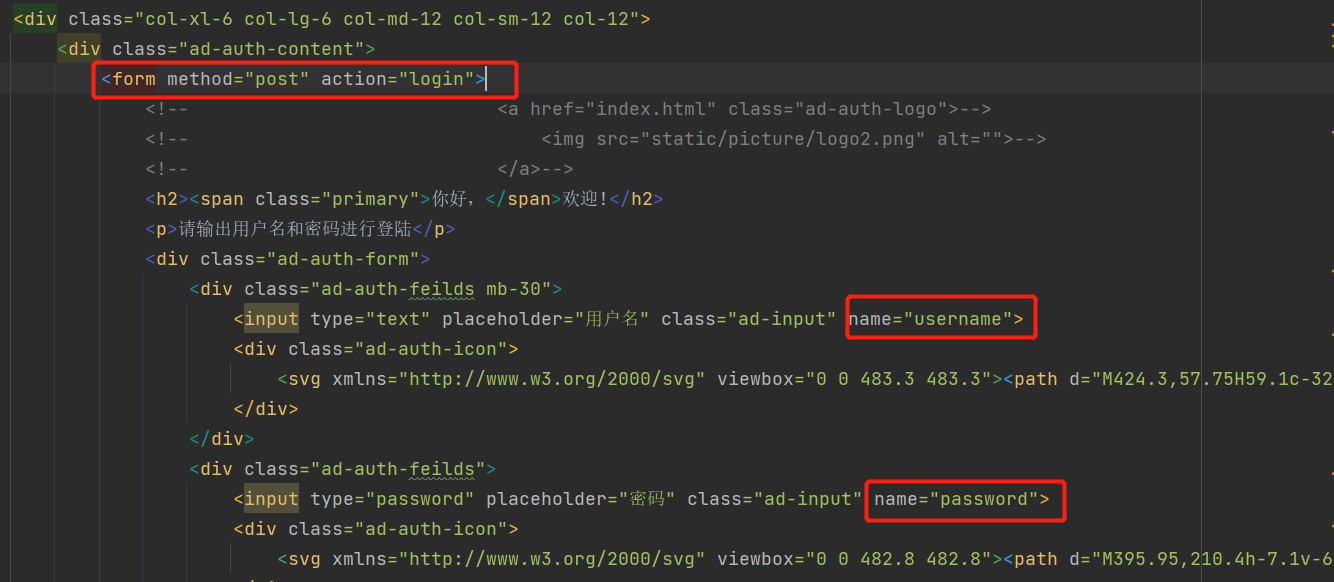 <div class="col-xl-6 col-lg-6 col-md-12 col-sm-12 col-12">
<div class="ad-auth-content">
<form method="post" action="login">
<!-- <a href="index.html" class="ad-auth-logo">-->
<!-- <img src="static/picture/logo2.png" alt="">-->
<!-- </a>-->
<h2><span class="primary">你好，</span>欢迎!</h2>
<p>请输出用户名和密码进行登陆</p>
<div class="ad-auth-form">
<div class="ad-auth-feilds mb-30">
<input type="text" placeholder="用户名" class="ad-input" name="username">
<div class="ad-auth-icon">
<svg xmlns="http://www.w3.org/2000/svg" viewbox="0 0 483.3 483.3"><path d="M424.3,57.75H59.1c-32
</div>
</div>
<div class="ad-auth-feilds">
<input type="password" placeholder="密码" class="ad-input" name="password">
<div class="ad-auth-icon">
<svg xmlns="http://www.w3.org/2000/svg" viewbox="0 0 482.8 482.8"><path d="M395.95,210.4h-7.1v-6